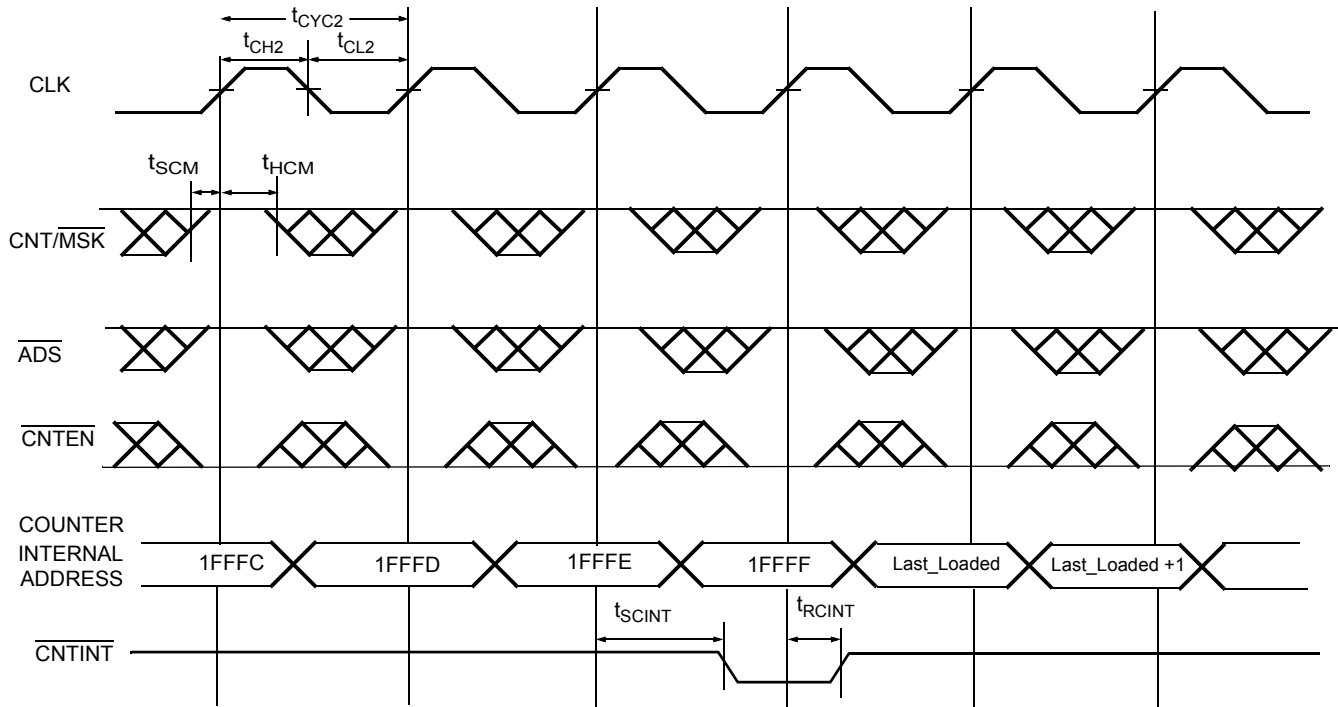 tCYC2
tCH2
tCL2
CLK
tSCM
tHCM
CNT/MSK
ADS
CNTEN
COUNTER
INTERNAL
ADDRESS
1FFFC
1FFFD
1FFFE
1FFFF
Last_Loaded
Last_Loaded +1
tSCINT
tRCINT
CNTINT